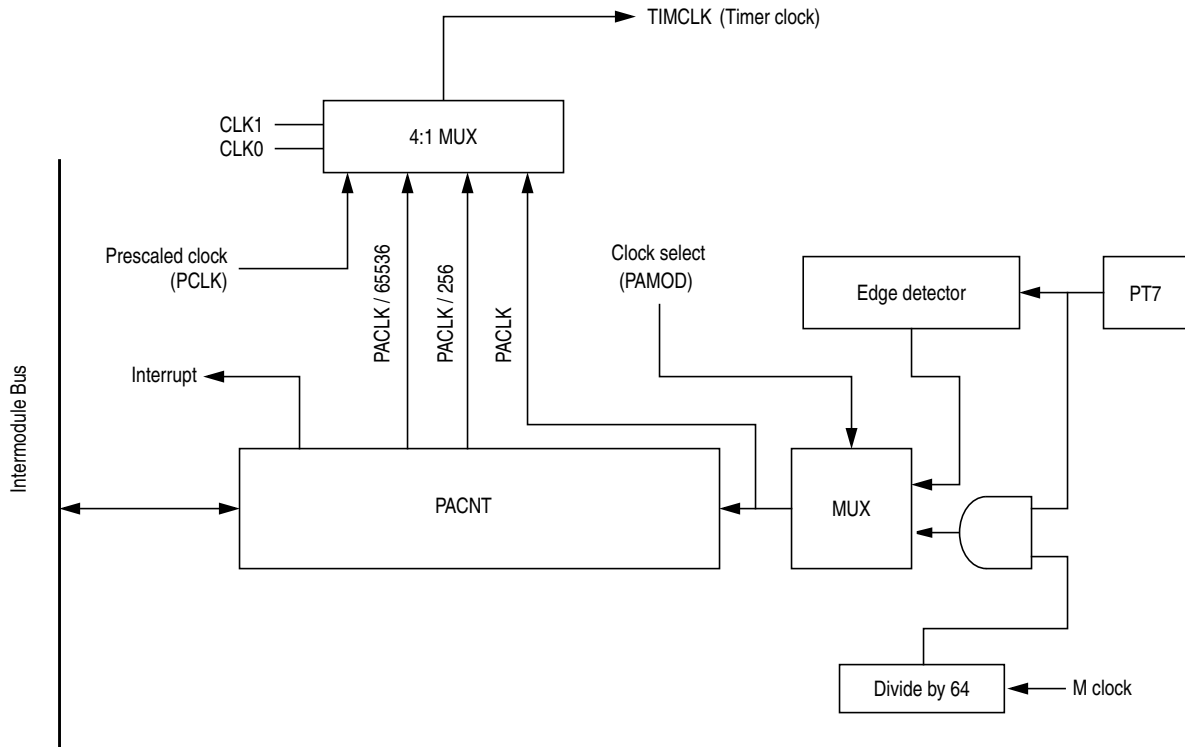 TIMCLK (Timer clock)
CLK1
CLK0
4:1 MUX
Prescaled clock
(PCLK)
PACLK / 65536
PACLK / 256
PACLK
Clock select
(PAMOD)
Edge detector
PT7
Interrupt
Intermodule Bus
PACNT
MUX
Divide by 64
M clock